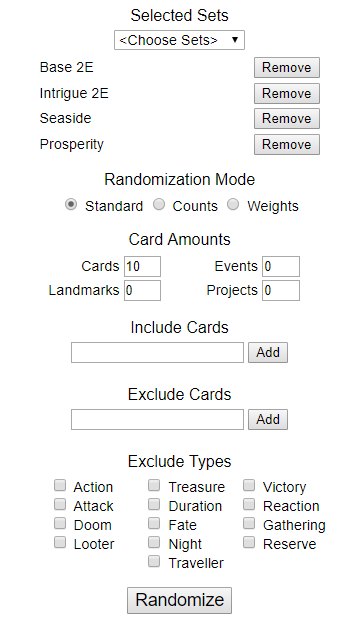 Selected Sets
<Choose Sets>
Base 2E Remove
Intrigue 2E Remove
Seaside Remove
Prosperity Remove
Randomization Mode
Standard Counts Weights
Card Amounts
Cards 10 Events 0
Landmarks 0 Projects 0
Include Cards
Add
Exclude Cards
Add
Exclude Types
Action Treasure Victory
Attack Duration Reaction
Doom Fate Gathering
Looter Night Reserve
Traveller
Randomize